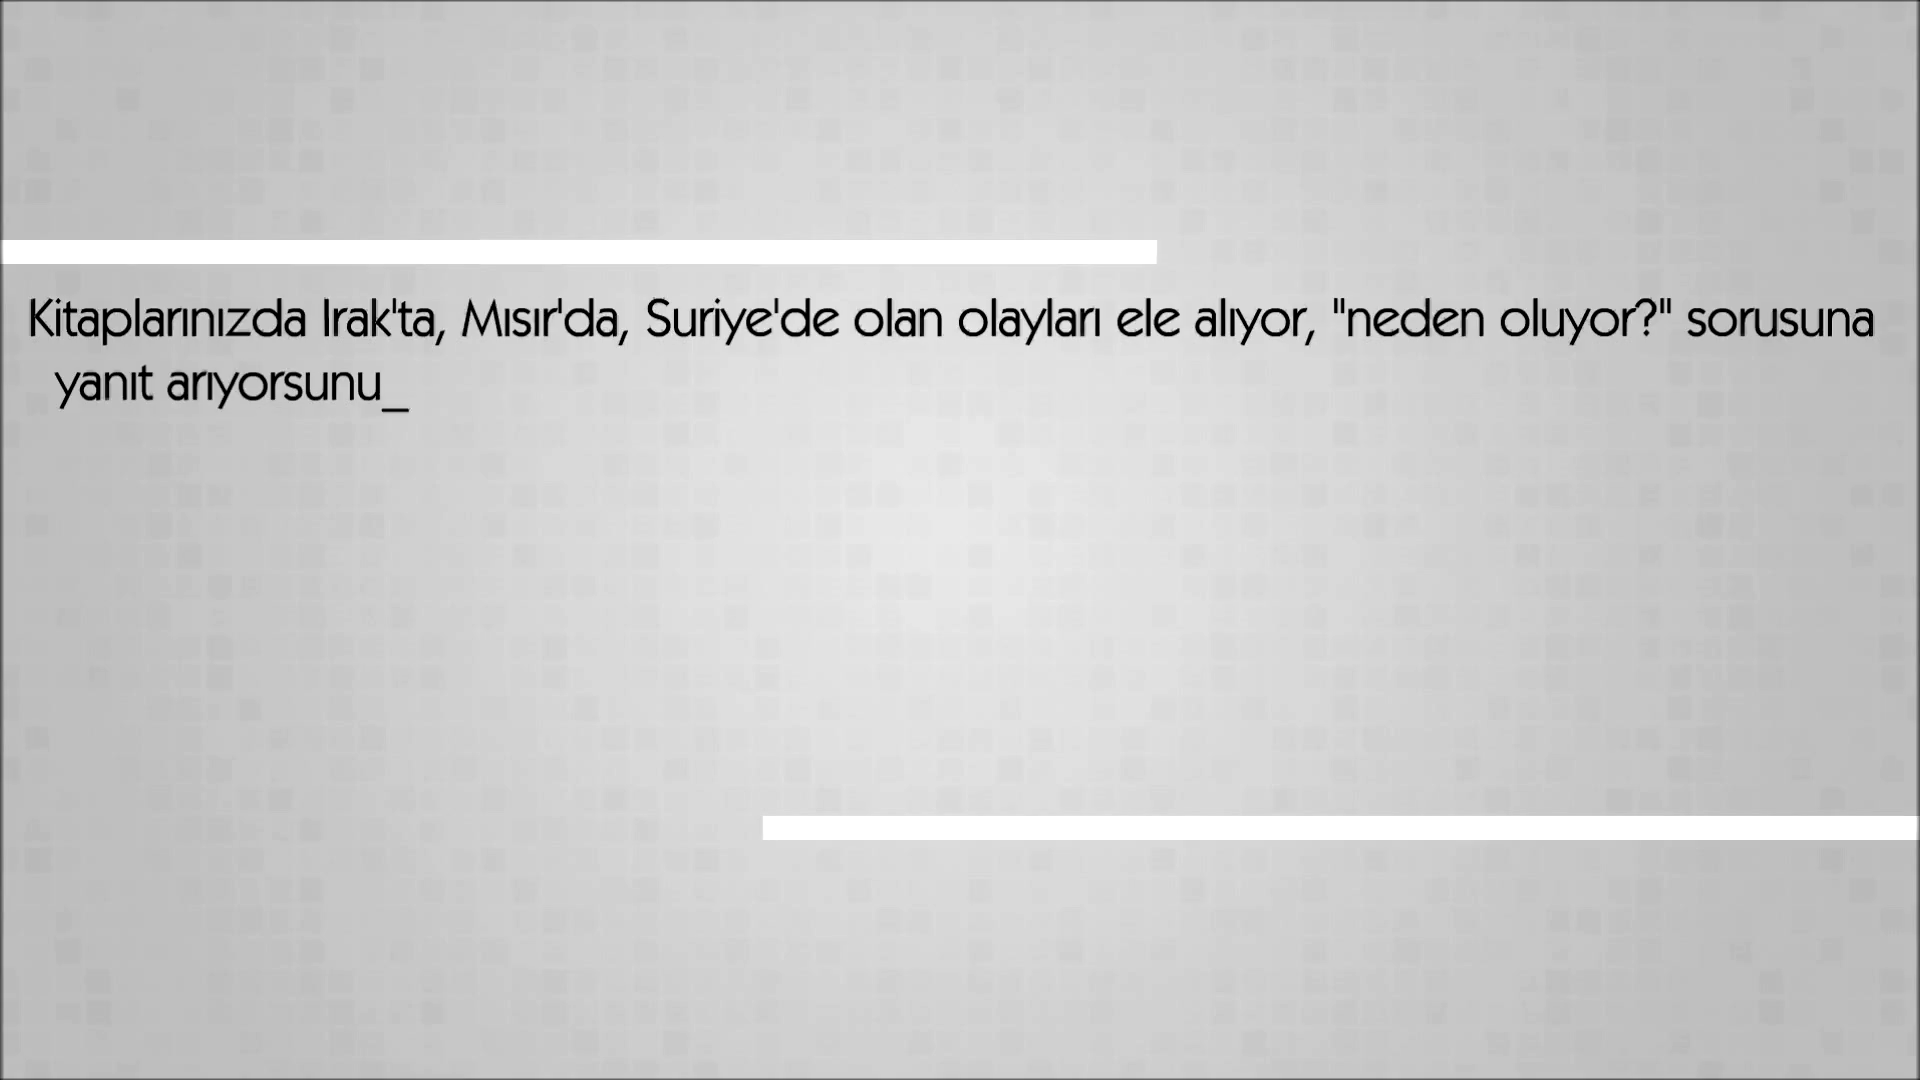 Kitaplarınızda Irak'ta, Mısır'da, Suriye'de olan olayları ele alıyor, "neden oluyor?" sorusuna
yanıt arıyorsunu_